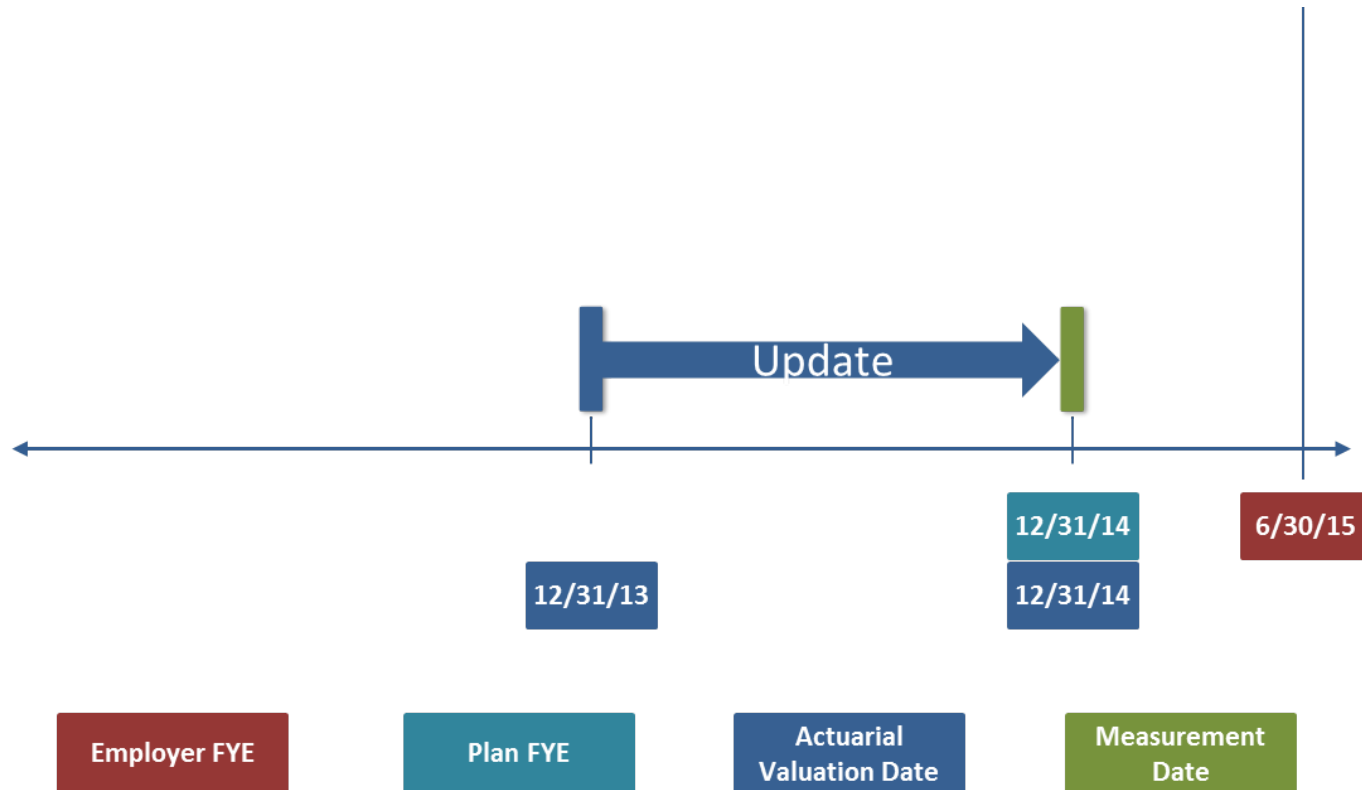 Update
12/31/14
6/30/15
12/31/13
12/31/14
Employer FYE
Plan FYE
Actuarial
Valuation Date
Measurement
Date